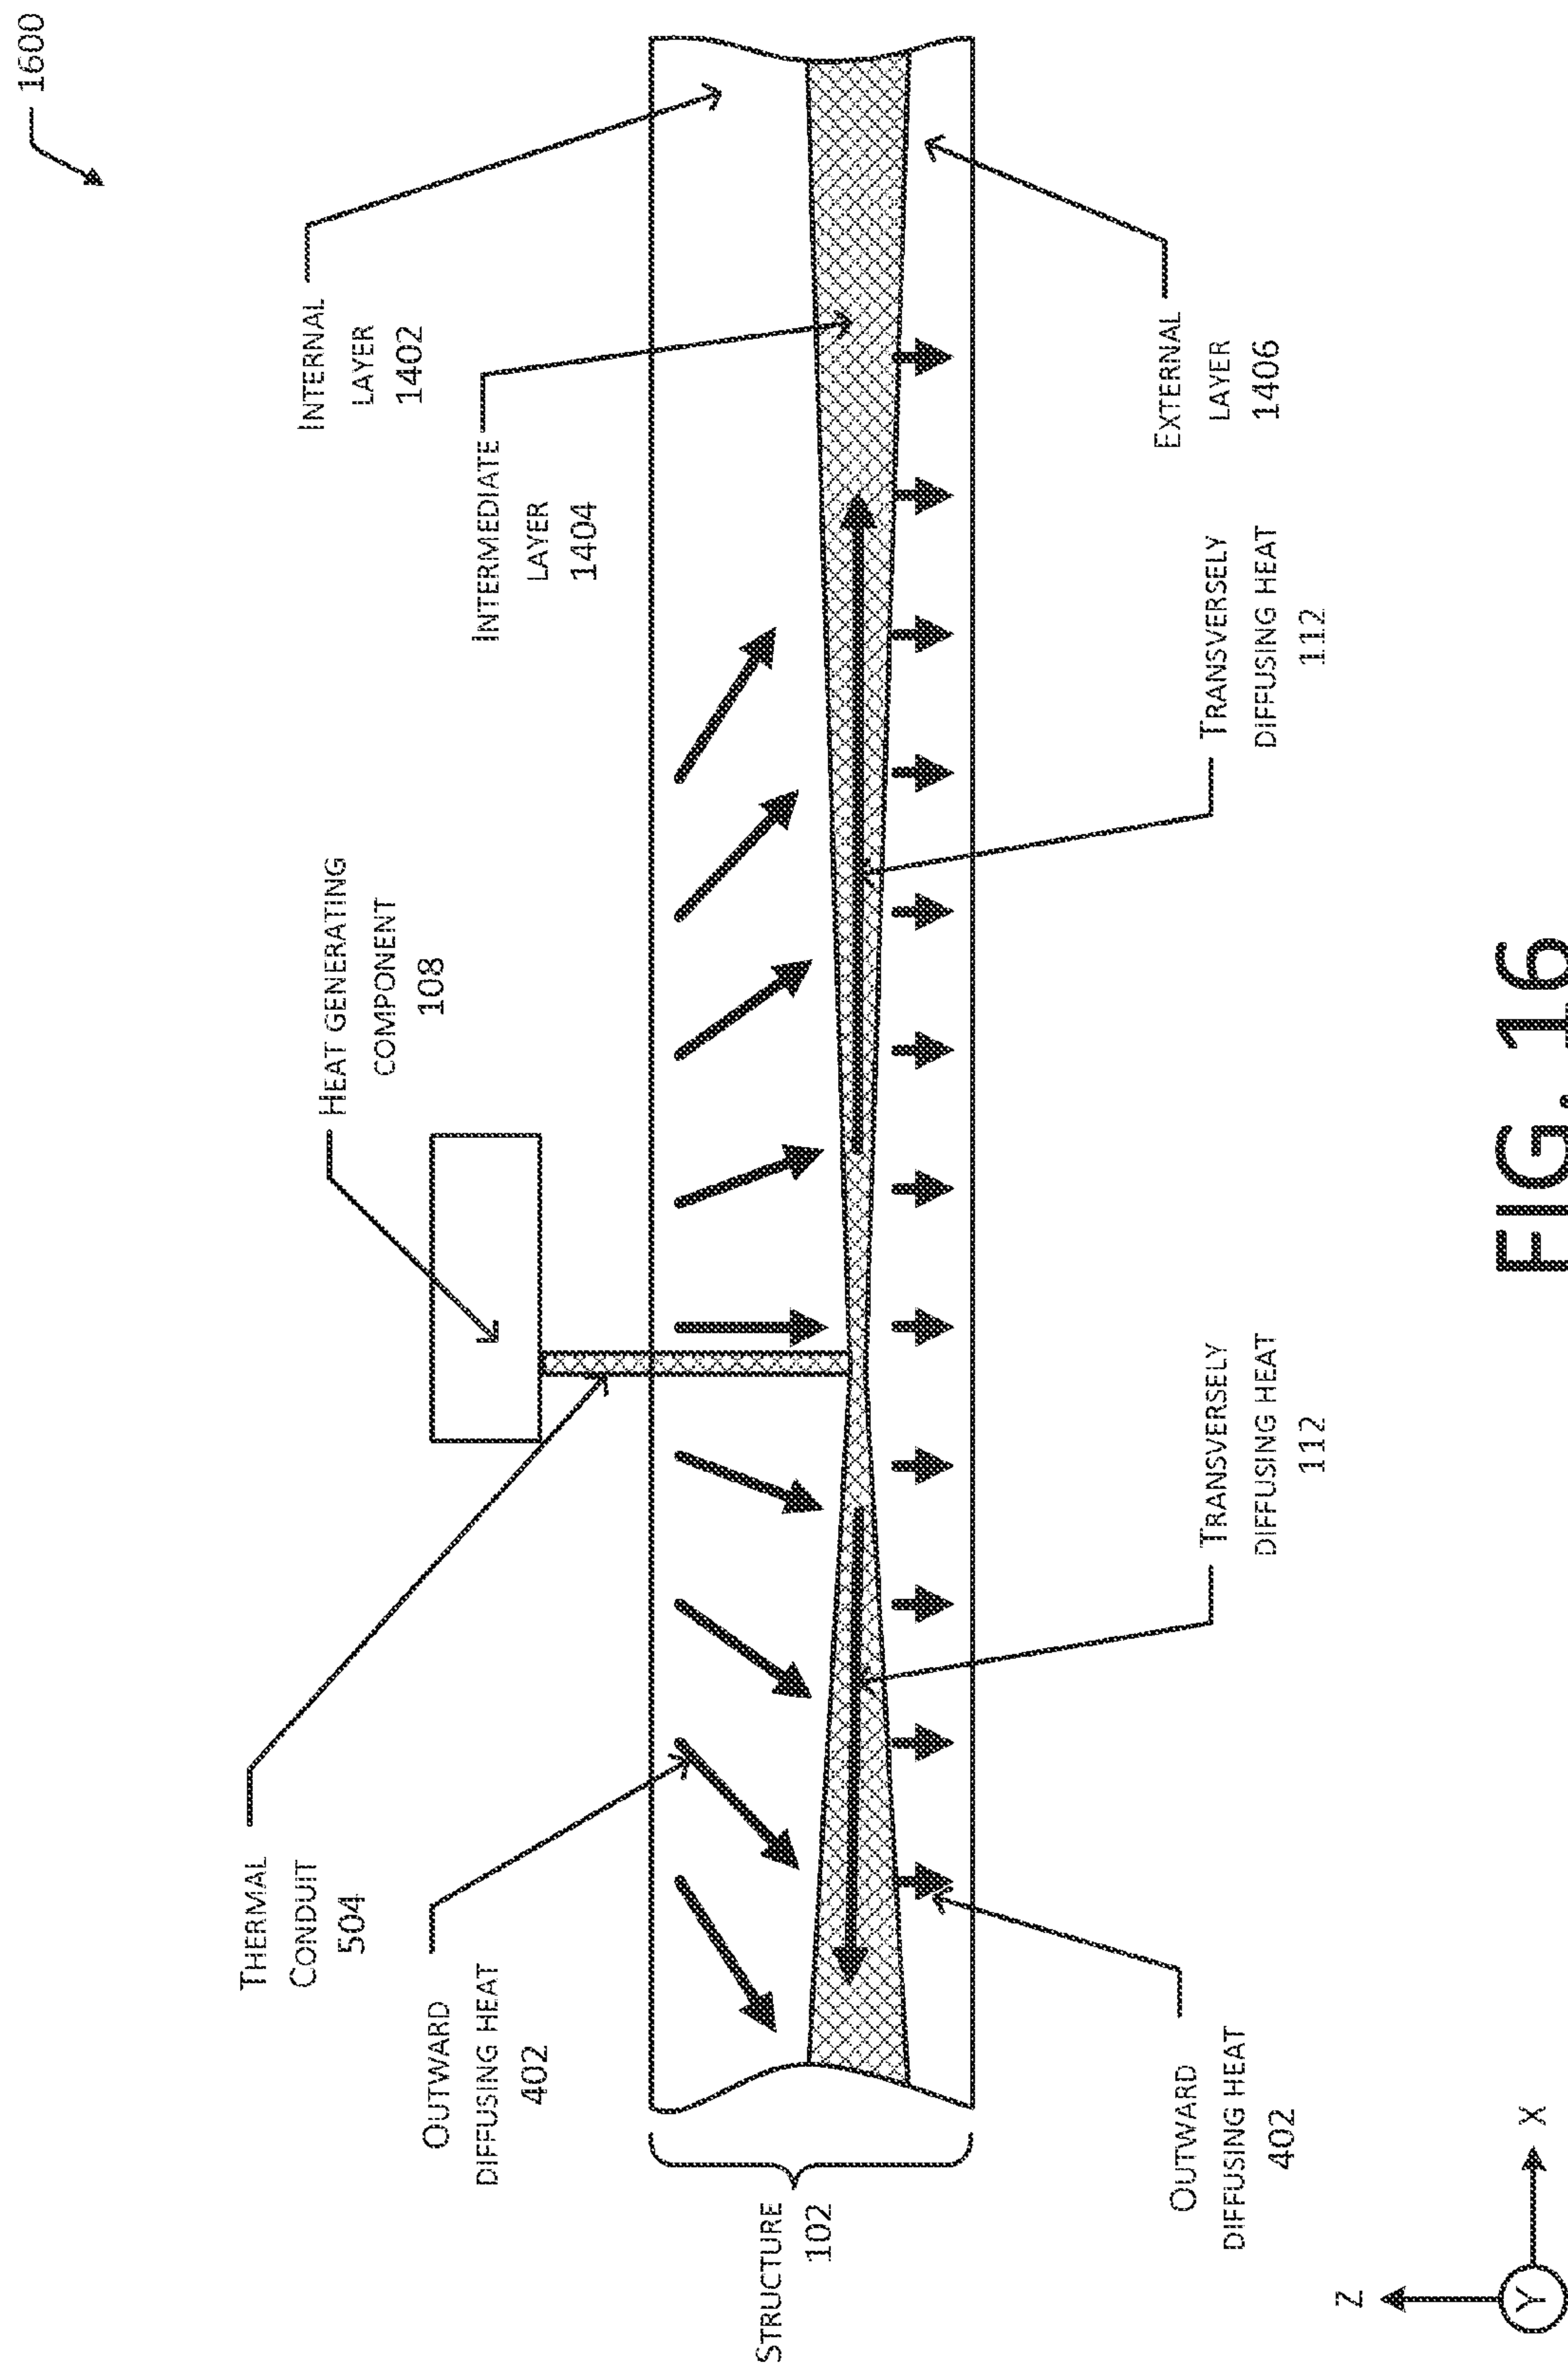 1600
HEAT GENERATING
COMPONENT
108
INTERNAL
LAYER
1402
THERMAL
CONDUIT
504
INTERMEDIATE
LAYER
1404
OUTWARD
DIFFUSING HEAT
402
STRUCTURE
102
EXTERNAL
LAYER
1406
OUTWARD
DIFFUSING HEAT
402
TRANSVERSELY
DIFFUSING HEAT
112
TRANSVERSELY
DIFFUSING HEAT
112
Z
Y
X
FIG. 16